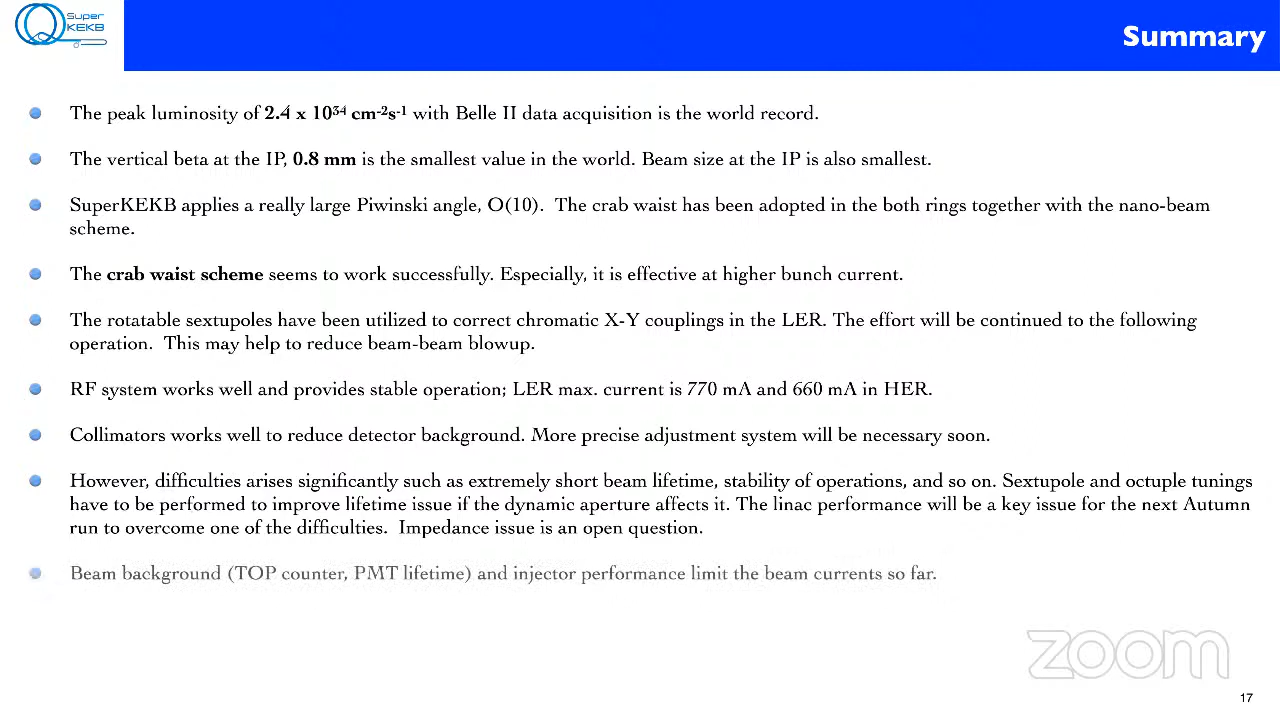 Super
KEKB
Summary
The peak luminosity of 2.4 x 10³⁴ cm⁻²s⁻¹ with Belle II data acquisition is the world record.
The vertical beta at the IP, 0.8 mm is the smallest value in the world. Beam size at the IP is also smallest.
SuperKEKB applies a really large Piwinski angle, O(10). The crab waist has been adopted in the both rings together with the nano-beam
scheme.
The crab waist scheme seems to work successfully. Especially, it is effective at higher bunch current.
The rotatable sextupoles have been utilized to correct chromatic X-Y couplings in the LER. The effort will be continued to the following
operation. This may help to reduce beam-beam blowup.
RF system works well and provides stable operation; LER max. current is 770 mA and 660 mA in HER.
Collimators works well to reduce detector background. More precise adjustment system will be necessary soon.
However, difficulties arises significantly such as extremely short beam lifetime, stability of operations, and so on. Sextupole and octuple tunings
have to be performed to improve lifetime issue if the dynamic aperture affects it. The linac performance will be a key issue for the next Autumn
run to overcome one of the difficulties. Impedance issue is an open question.
Beam background (TOP counter, PMT lifetime) and injector performance limit the beam currents so far.
zoom
17